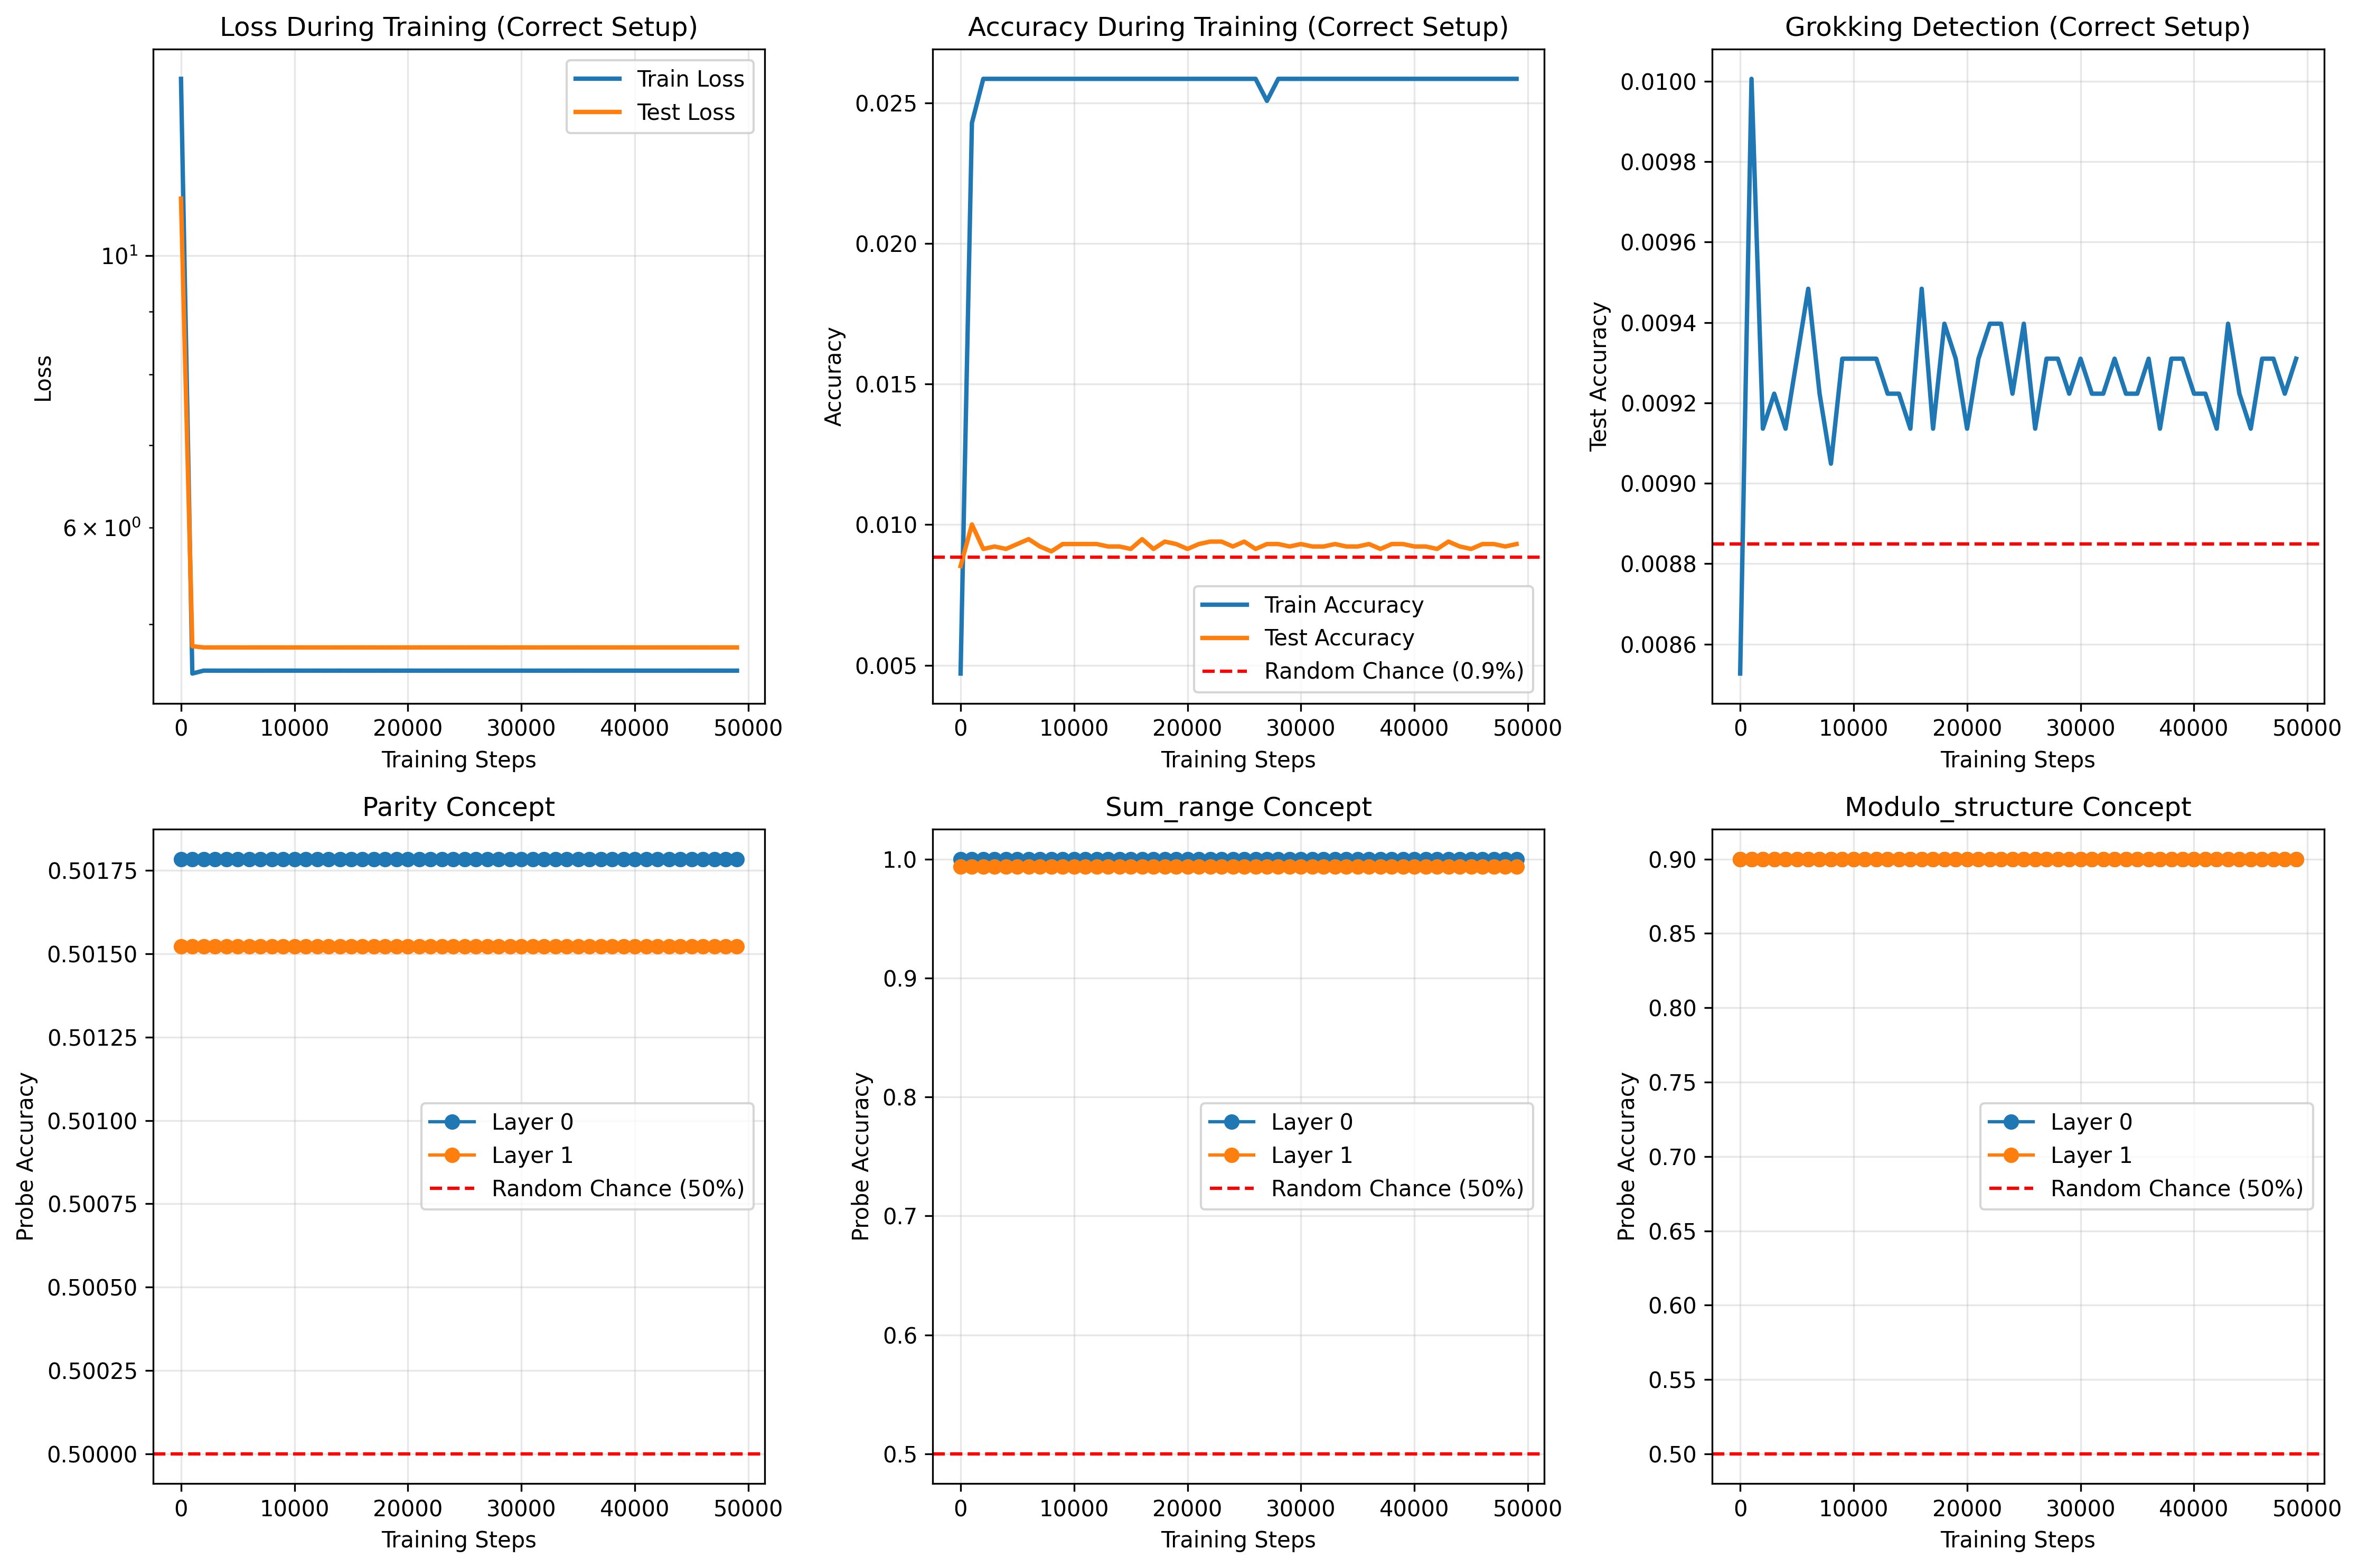 Loss During Training (Correct Setup)
Train Loss
Test Loss
10¹
6 × 10⁰
Loss
0 10000 20000 30000 40000 50000
Training Steps
Accuracy During Training (Correct Setup)
0.025
0.020
0.015
0.010
0.005
Accuracy
Train Accuracy
Test Accuracy
Random Chance (0.9%)
0 10000 20000 30000 40000 50000
Training Steps
Grokking Detection (Correct Setup)
0.0100
0.0098
0.0096
0.0094
0.0092
0.0090
0.0088
0.0086
Test Accuracy
0 10000 20000 30000 40000 50000
Training Steps
Parity Concept
0.50175
0.50150
0.50125
0.50100
0.50075
0.50050
0.50025
0.50000
Probe Accuracy
Layer 0
Layer 1
Random Chance (50%)
0 10000 20000 30000 40000 50000
Training Steps
Sum_range Concept
1.0
0.9
0.8
0.7
0.6
0.5
Probe Accuracy
Layer 0
Layer 1
Random Chance (50%)
0 10000 20000 30000 40000 50000
Training Steps
Modulo_structure Concept
0.90
0.85
0.80
0.75
0.70
0.65
0.60
0.55
0.50
Probe Accuracy
Layer 0
Layer 1
Random Chance (50%)
0 10000 20000 30000 40000 50000
Training Steps